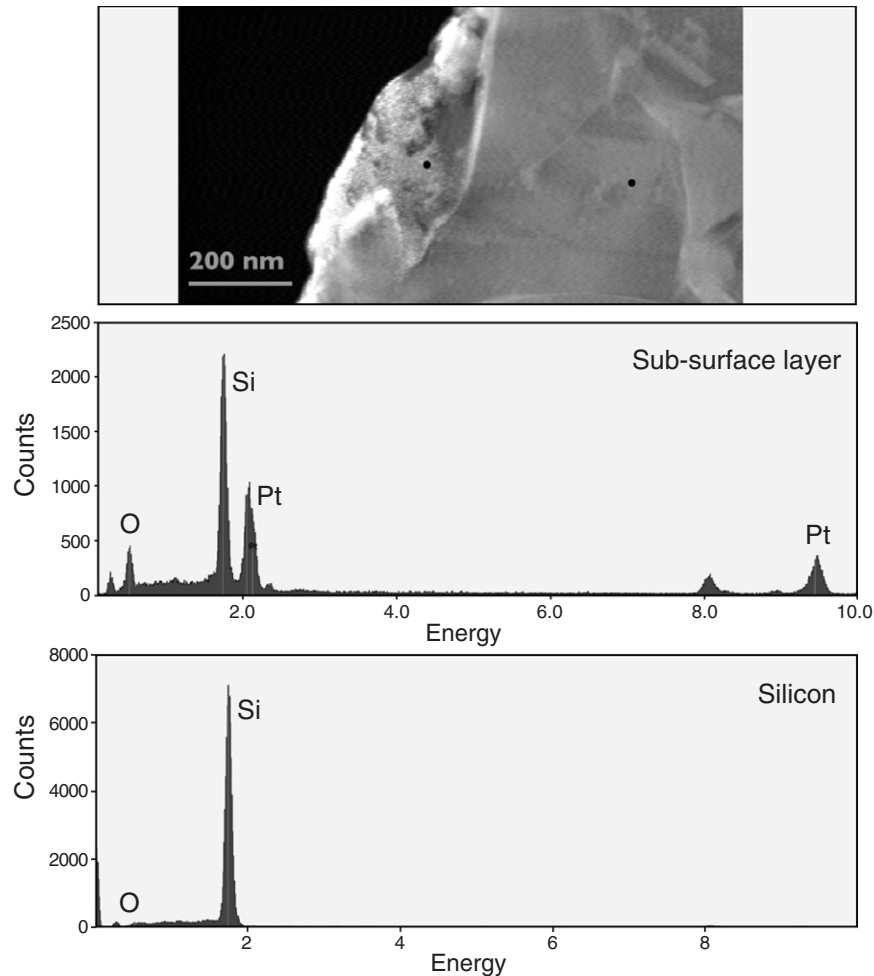 200 nm
2500
2000
1500
1000
500
0
Counts
Sub-surface layer
Si
Pt
O
Pt
2.0 4.0 6.0 8.0 10.0
Energy
8000
6000
4000
2000
0
Counts
Silicon
Si
O
2 4 6 8
Energy